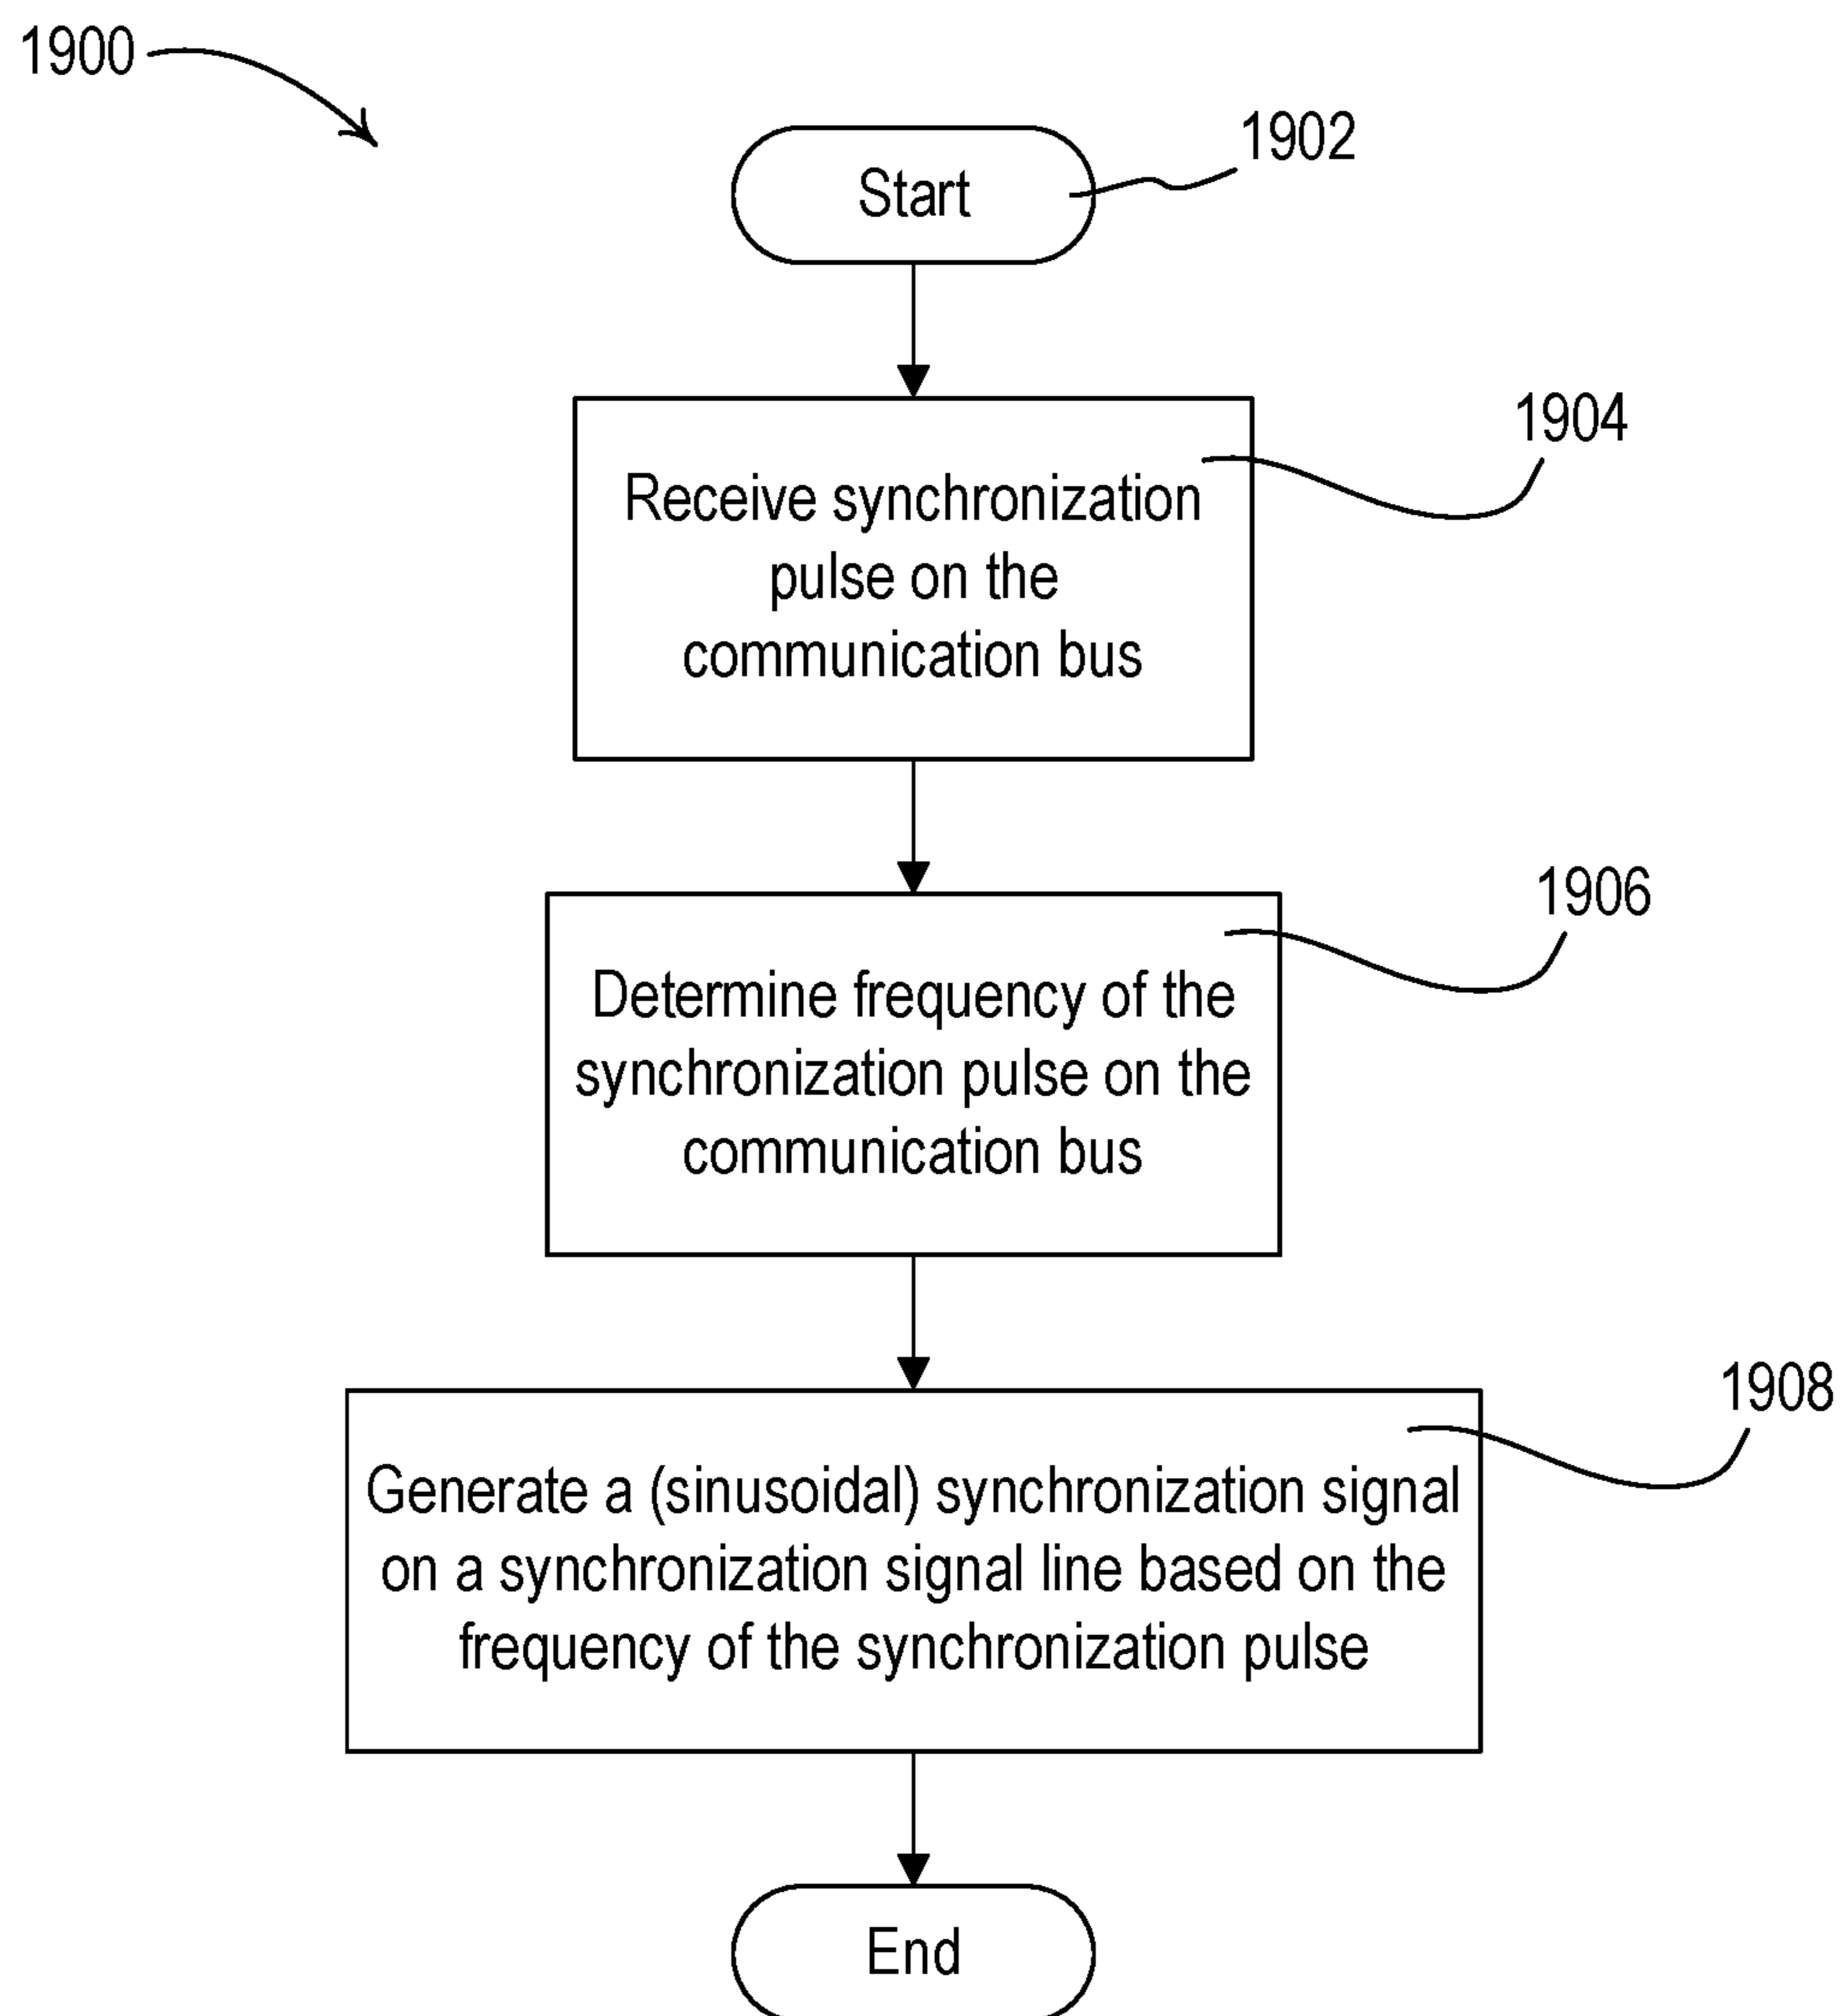 1900
1902
Start
1904
Receive synchronization
pulse on the
communication bus
1906
Determine frequency of the
synchronization pulse on the
communication bus
1908
Generate a (sinusoidal) synchronization signal
on a synchronization signal line based on the
frequency of the synchronization pulse
End